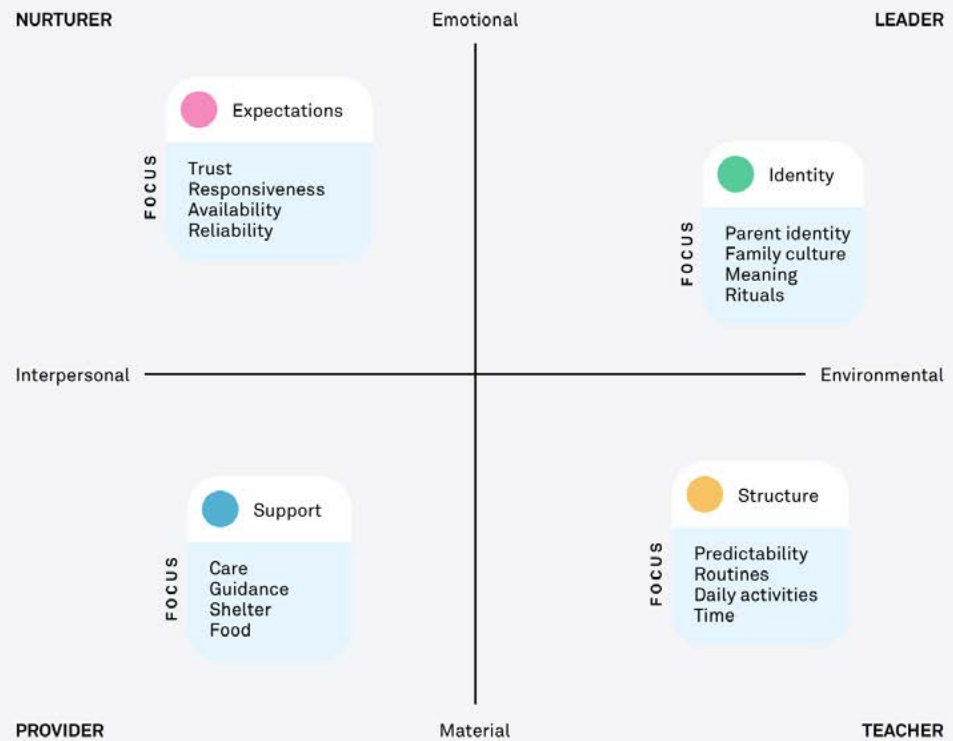 NURTURER
Emotional
LEADER
Expectations
FOCUS
Trust
Responsiveness
Availability
Reliability
Identity
FOCUS
Parent identity
Family culture
Meaning
Rituals
Interpersonal
Environmental
Support
FOCUS
Care
Guidance
Shelter
Food
Structure
FOCUS
Predictability
Routines
Daily activities
Time
PROVIDER
Material
TEACHER